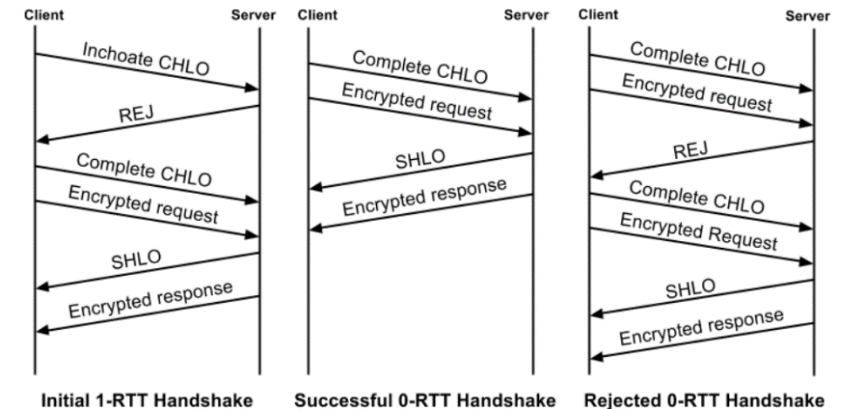 Client Server
Inchoate CHLO
REJ
Complete CHLO
Encrypted request
SHLO
Encrypted response
Initial 1-RTT Handshake
Client Server
Complete CHLO
Encrypted request
SHLO
Encrypted response
Successful 0-RTT Handshake
Client Server
Complete CHLO
Encrypted request
REJ
Complete CHLO
Encrypted Request
SHLO
Encrypted response
Rejected 0-RTT Handshake